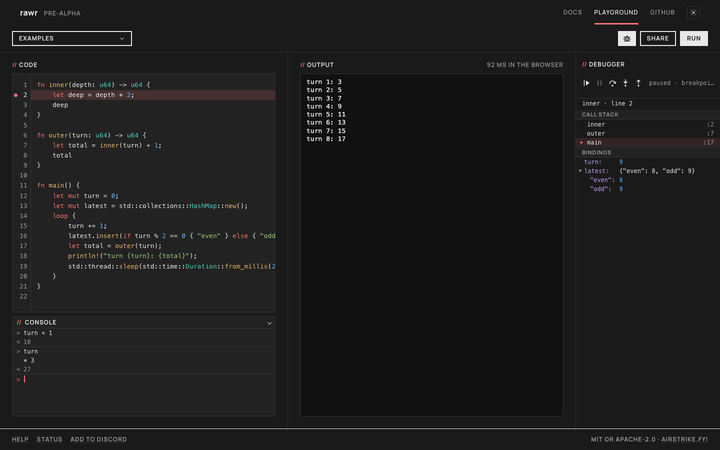 rawr PRE-ALPHA
DOCS PLAYGROUND GITHUB
EXAMPLES
SHARE RUN
// CODE
1 fn inner(depth: u64) -> u64 {
2 let deep = depth * 2;
3 deep
4 }
5
6 fn outer(turn: u64) -> u64 {
7 let total = inner(turn) + 1;
8 total
9 }
10
11 fn main() {
12 let mut turn = 0;
13 let mut latest = std::collections::HashMap::new();
14 loop {
15 turn += 1;
16 latest.insert(if turn % 2 == 0 { "even" } else { "odd
17 let total = outer(turn);
18 println!("turn {turn}: {total}");
19 std::thread::sleep(std::time::Duration::from_millis(2
20 }
21 }
22
// CONSOLE
> turn + 1
< 10
> turn
* 3
< 27
>
// OUTPUT 92 MS IN THE BROWSER
turn 1: 3
turn 2: 5
turn 3: 7
turn 4: 9
turn 5: 11
turn 6: 13
turn 7: 15
turn 8: 17
// DEBUGGER
paused · breakpoi…
inner · line 2
CALL STACK
inner :2
outer :7
main :17
BINDINGS
turn: 9
latest: {"even": 8, "odd": 9}
"even": 8
"odd": 9
HELP STATUS ADD TO DISCORD
MIT OR APACHE-2.0 · AIRSTRIKE.FYI